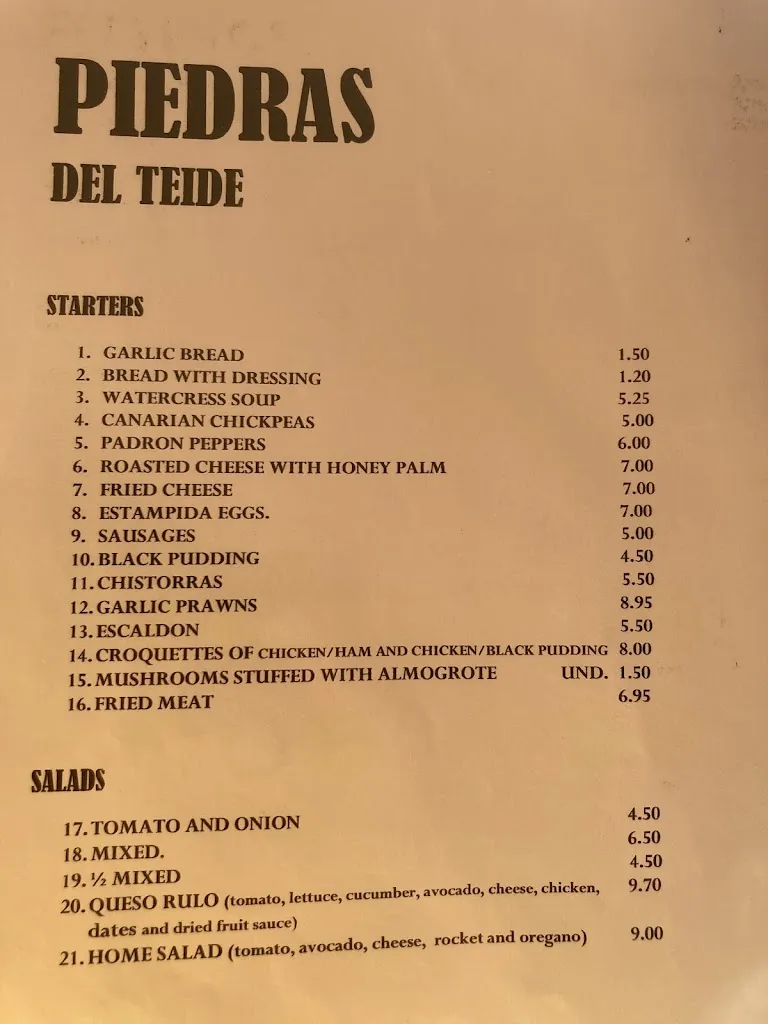 PIEDRAS
DEL TEIDE
STARTERS
1. GARLIC BREAD 1.50
2. BREAD WITH DRESSING 1.20
3. WATERCRESS SOUP 5.25
4. CANARIAN CHICKPEAS 5.00
5. PADRON PEPPERS 6.00
6. ROASTED CHEESE WITH HONEY PALM 7.00
7. FRIED CHEESE 7.00
8. ESTAMPIDA EGGS. 7.00
9. SAUSAGES 5.00
10. BLACK PUDDING 4.50
11. CHISTORRAS 5.50
12. GARLIC PRAWNS 8.95
13. ESCALDON 5.50
14. CROQUETTES OF CHICKEN/HAM AND CHICKEN/BLACK PUDDING 8.00
15. MUSHROOMS STUFFED WITH ALMOGROTE UND. 1.50
16. FRIED MEAT 6.95
SALADS
17. TOMATO AND ONION 4.50
18. MIXED. 6.50
19. ½ MIXED 4.50
20. QUESO RULO (tomato, lettuce, cucumber, avocado, cheese, chicken, 9.70
dates and dried fruit sauce)
21. HOME SALAD (tomato, avocado, cheese, rocket and oregano) 9.00